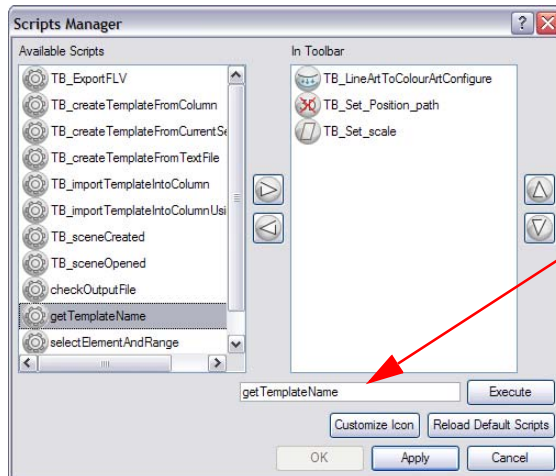 Scripts Manager
Available Scripts
TB_ExportFLV
TB_createTemplateFromColumn
TB_createTemplateFromCurrentSe
TB_createTemplateFromTextFile
TB_importTemplateIntoColumn
TB_importTemplateIntoColumnUsi
TB_sceneCreated
TB_sceneOpened
checkOutputFile
getTemplateName
selectElementAndRange
In Toolbar
TB_LineArtToColourArtConfigure
3D TB_Set_Position_path
TB_Set_scale
getTemplateName Execute
Customize Icon Reload Default Scripts
OK Apply Cancel